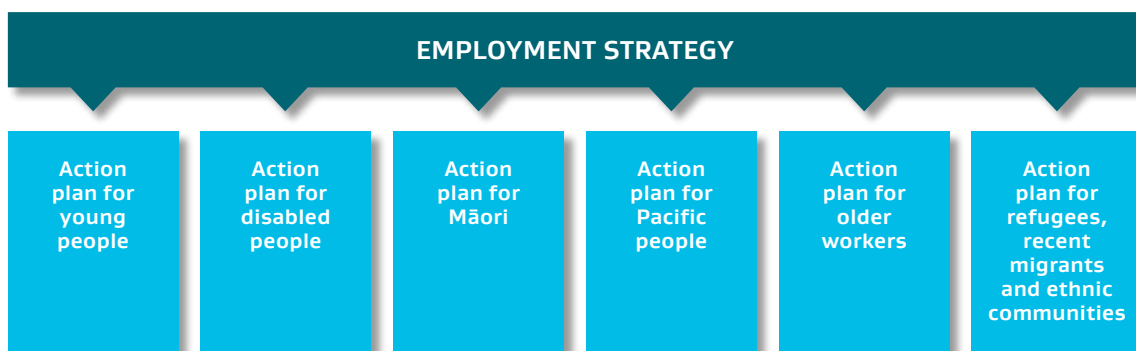 EMPLOYMENT STRATEGY
Action
plan for
young
people
Action
plan for
disabled
people
Action
plan for
Māori
Action
plan for
Pacific
people
Action
plan for
older
workers
Action
plan for
refugees,
recent
migrants
and ethnic
communities